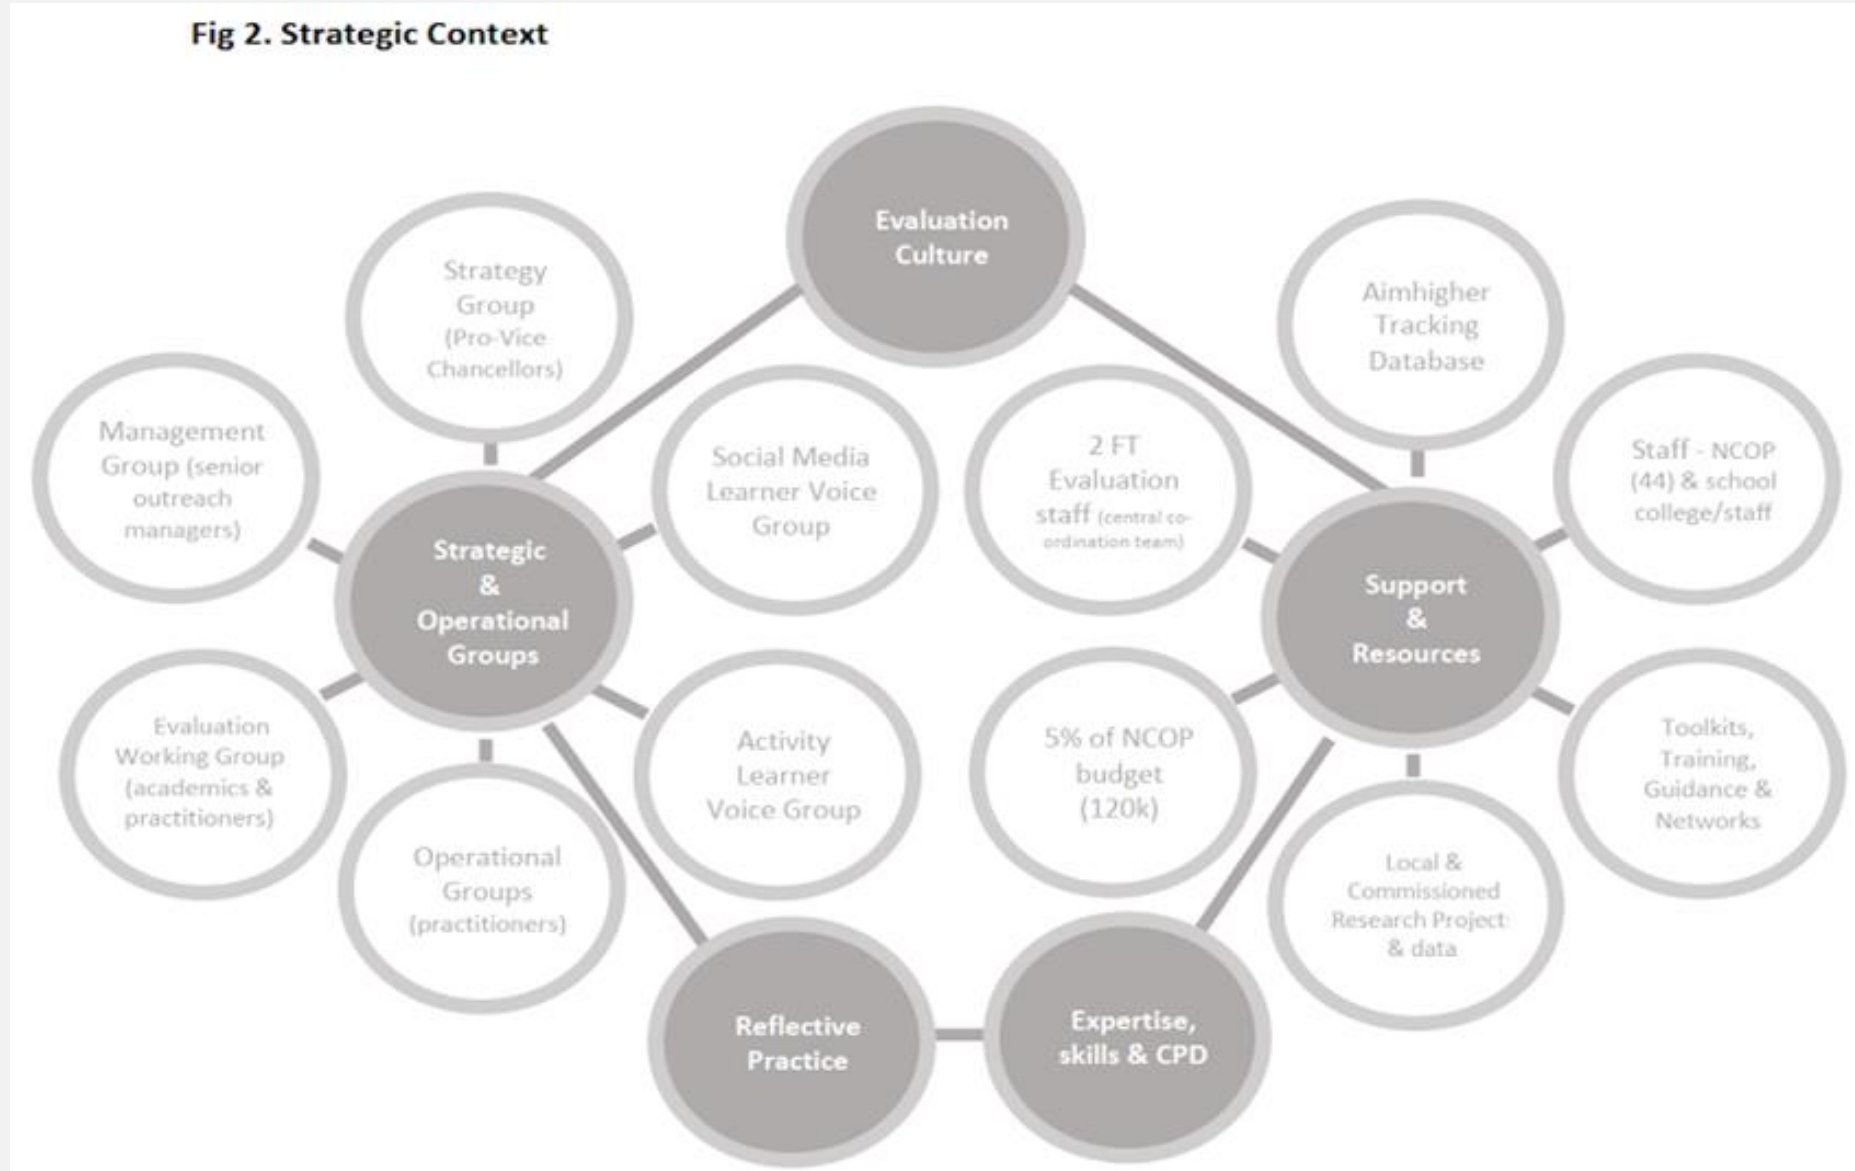 Fig 2. Strategic Context
Evaluation
Culture
Strategy
Group
(Pro-Vice
Chancellors)
Aimhigher
Tracking
Database
Management
Group (senior
outreach
managers)
Social Media
Learner Voice
Group
2 FT
Evaluation
staff (central co-
ordination team)
Staff - NCOP
(44) & school
college/staff
Strategic
&
Operational
Groups
Support
&
Resources
Evaluation
Working Group
(academics &
practitioners)
Activity
Learner
Voice Group
5% of NCOP
budget
(120k)
Toolkits,
Training,
Guidance &
Networks
Operational
Groups
(practitioners)
Local &
Commissioned
Research Project
& data
Reflective
Practice
Expertise,
skills & CPD